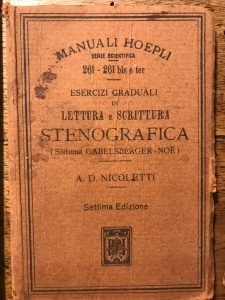 MANUALI HOEPLI
SERIE SCIENTIFICA
261 - 261 bis e ter
ESERCIZI GRADUALI
DI
LETTURA E SCRITTURA
STENOGRAFICA
(Sistema GABELSBERGER-NOË)
A. D. NICOLETTI
Settima Edizione